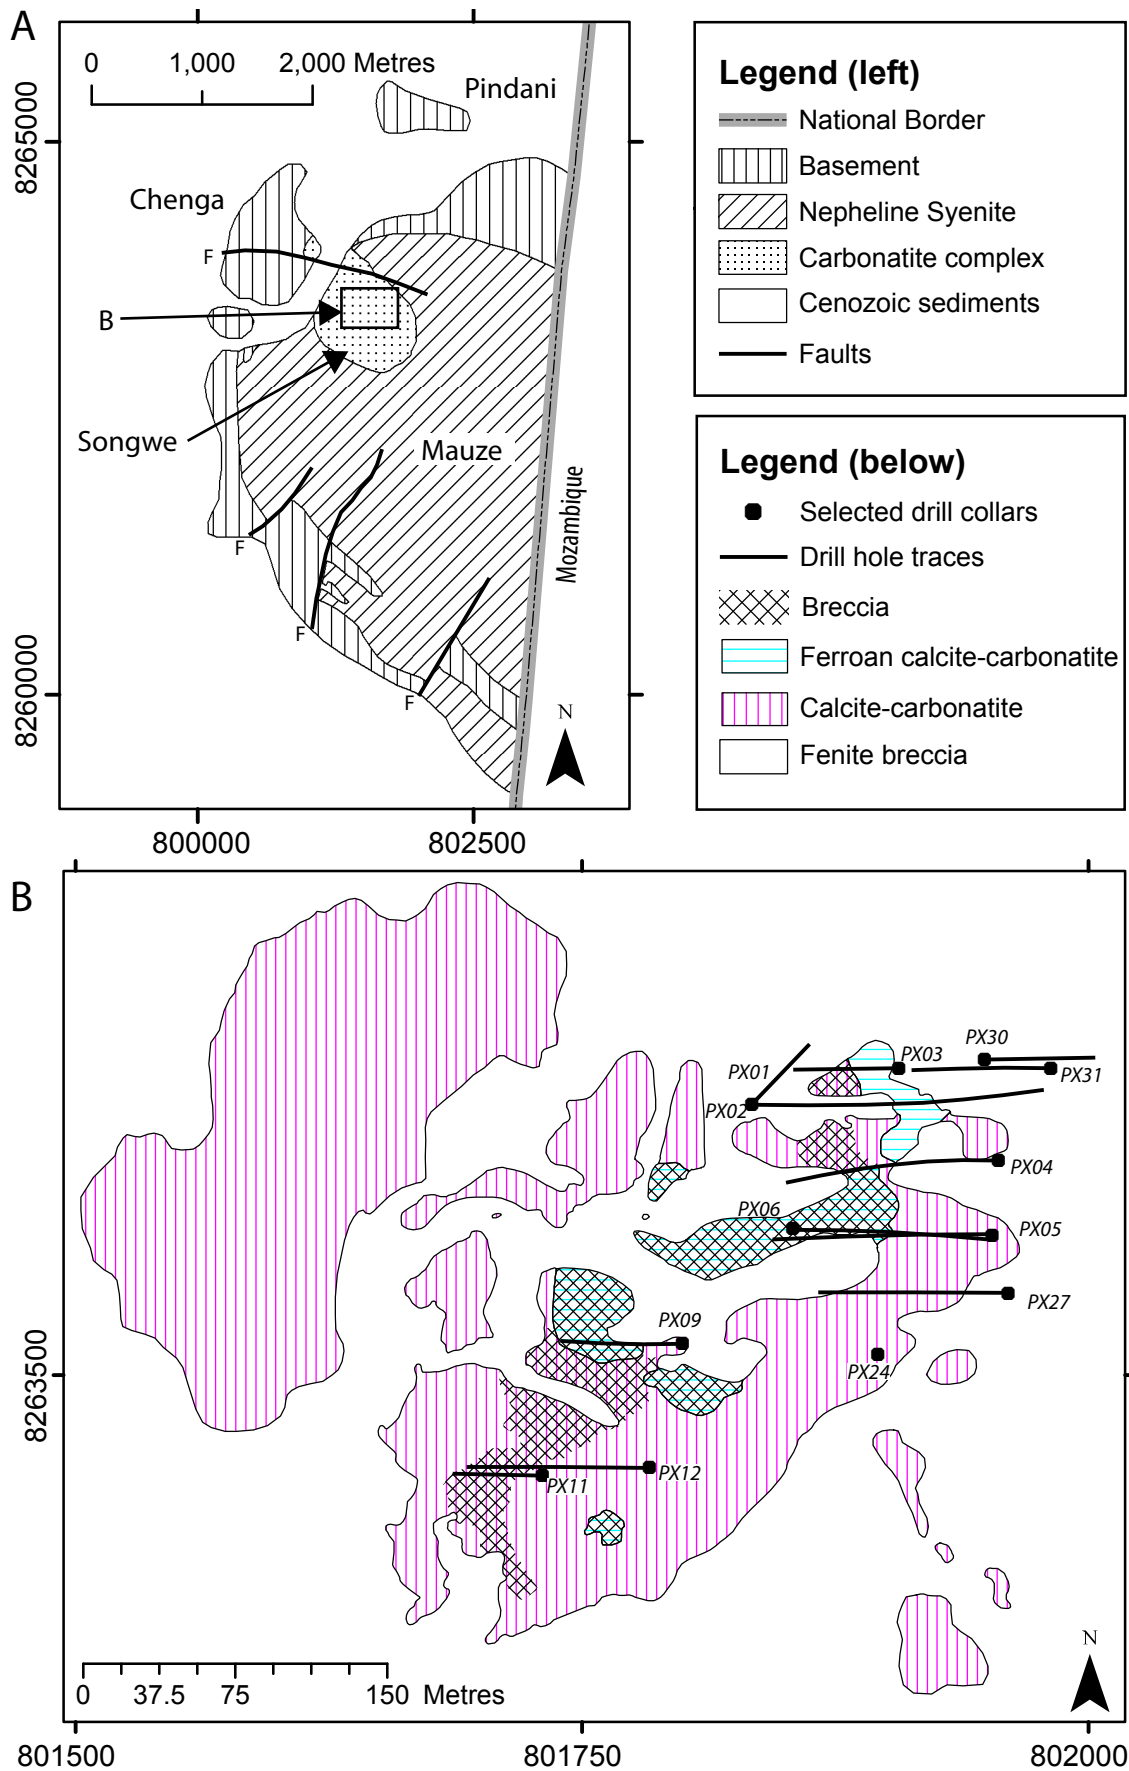 A
0 1,000 2,000 Metres
Pindani
8265000
Chenga
F
B
Songwe
Mauze
Mozambique
F
F
F
8260000
N
800000 802500
Legend (left)
National Border
Basement
Nepheline Syenite
Carbonatite complex
Cenozoic sediments
Faults
Legend (below)
Selected drill collars
Drill hole traces
Breccia
Ferroan calcite-carbonatite
Calcite-carbonatite
Fenite breccia
B
PX30
PX03
PX01
PX31
PX02
PX04
PX06
PX05
PX27
PX09
PX24
8263500
PX12
PX11
N
0 37.5 75 150 Metres
801500 801750 802000